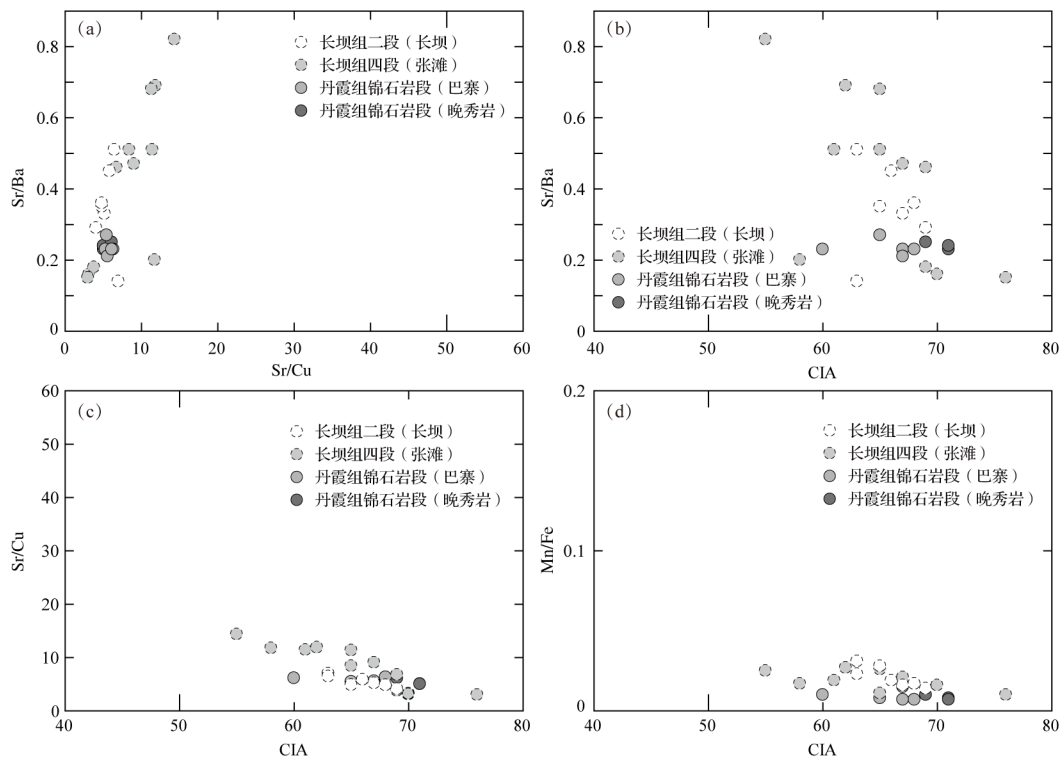 (a)
长坝组二段（长坝）
长坝组四段（张滩）
丹霞组锦石岩段（巴寨）
丹霞组锦石岩段（晚秀岩）
0.8
0.6
0.4
0.2
0
Sr/Ba
0 10 20 30 40 50 60
Sr/Cu
(b)
0.8
0.6
0.4
0.2
0
Sr/Ba
长坝组二段（长坝）
长坝组四段（张滩）
丹霞组锦石岩段（巴寨）
丹霞组锦石岩段（晚秀岩）
40 50 60 70 80
CIA
(c)
长坝组二段（长坝）
长坝组四段（张滩）
丹霞组锦石岩段（巴寨）
丹霞组锦石岩段（晚秀岩）
60
50
40
30
20
10
0
Sr/Cu
40 50 60 70 80
CIA
(d)
长坝组二段（长坝）
长坝组四段（张滩）
丹霞组锦石岩段（巴寨）
丹霞组锦石岩段（晚秀岩）
0.2
0.1
0
Mn/Fe
40 50 60 70 80
CIA